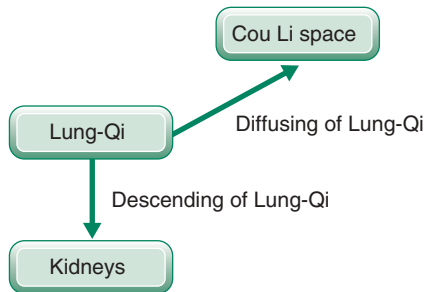 Cou Li space
Lung-Qi
Diffusing of Lung-Qi
Descending of Lung-Qi
Kidneys